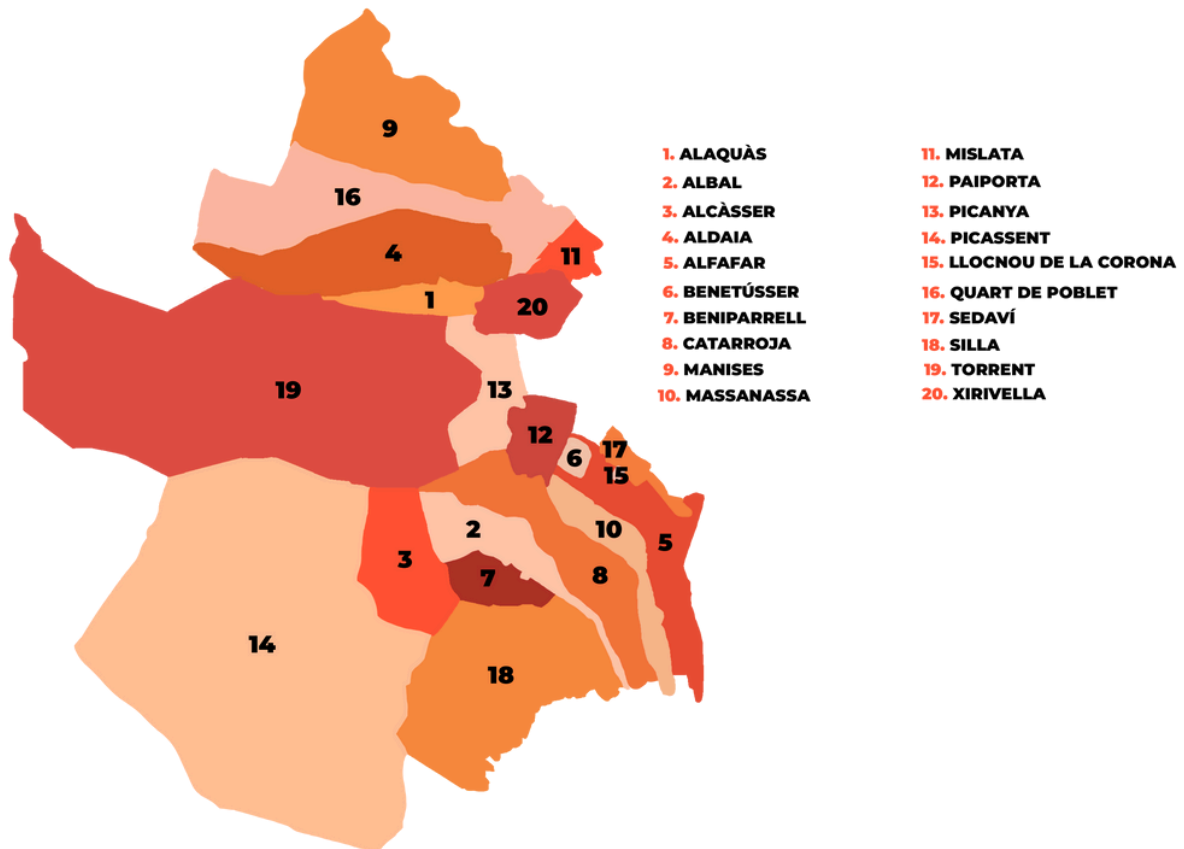 9
16
4
11
1
20
19
13
12
6
17
15
2
10
5
3
7
8
14
18
1. ALAQUÀS
2. ALBAL
3. ALCÀSSER
4. ALDAIA
5. ALFAFAR
6. BENETÚSSER
7. BENIPARRELL
8. CATARROJA
9. MANISES
10. MASSANASSA
11. MISLATA
12. PAIPORTA
13. PICANYA
14. PICASSENT
15. LLOCNOU DE LA CORONA
16. QUART DE POBLET
17. SEDAVÍ
18. SILLA
19. TORRENT
20. XIRIVELLA